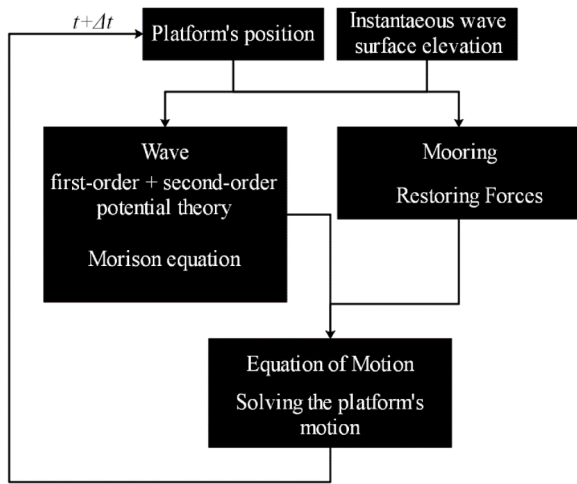 t+Δt
Platform's position
Instantaeous wave
surface elevation
Wave
first-order + second-order
potential theory
Morison equation
Mooring
Restoring Forces
Equation of Motion
Solving the platform's
motion